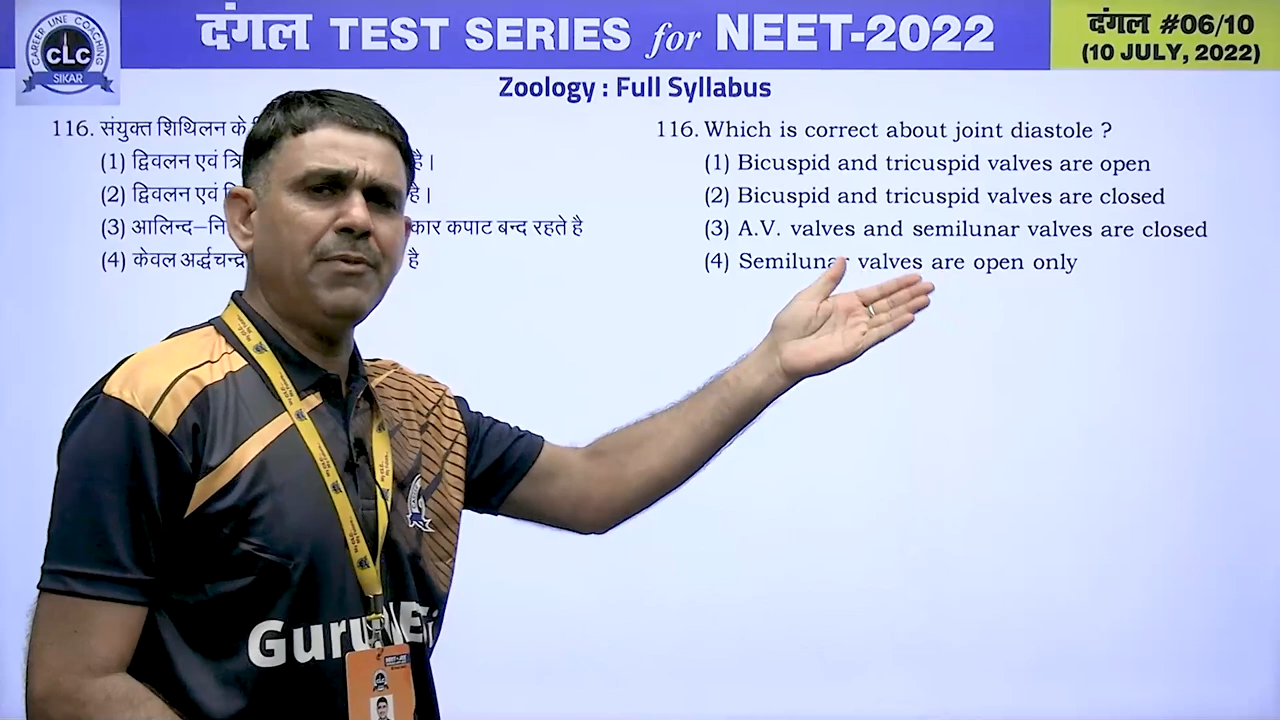 दंगल TEST SERIES for NEET-2022
दंगल #06/10
(10 JULY, 2022)
CAREER LINE COACHING
CLC
SIKAR
Zoology : Full Syllabus
116. संयुक्त शिथिलन के
(1) द्विवलन एवं है।
(2) द्विवलन एवं है।
(3) आलिन्द–नि कपाट बन्द रहते है
(4) केवल अर्द्धचन्द्र है
116. Which is correct about joint diastole ?
(1) Bicuspid and tricuspid valves are open
(2) Bicuspid and tricuspid valves are closed
(3) A.V. valves and semilunar valves are closed
(4) Semilunar valves are open only